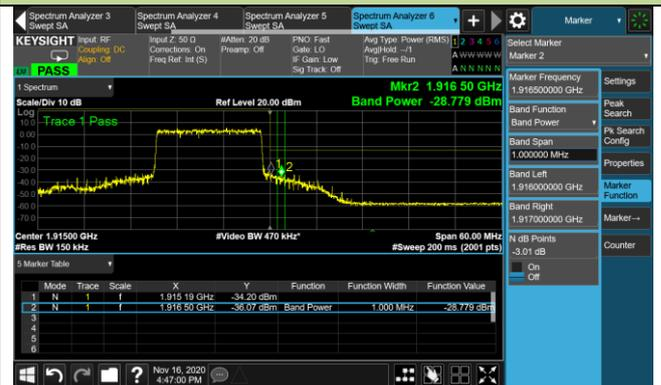 Spectrum Analyzer 3
Swept SA
Spectrum Analyzer 4
Swept SA
Spectrum Analyzer 5
Swept SA
Spectrum Analyzer 6
Swept SA
Marker
KEYSIGHT
Input: RF
Coupling: DC
Align: Off
Input Z: 50 Ω
Corrections: On
Freq Ref: Int (S)
#Atten: 20 dB
Preamp: Off
PNO: Fast
Gate: LO
IF Gain: Low
Sig Track: Off
Avg Type: Power (RMS)
Avg|Hold: --/1
Trig: Free Run
1 2 3 4 5 6
A W W W W W
A N N N N N
PASS
Select Marker
Marker 2
1 Spectrum
Scale/Div 10 dB
Ref Level 20.00 dBm
Mkr2 1.916 50 GHz
Band Power -28.779 dBm
Log
Trace 1 Pass
10.0
0.00
-10.0
-20.0
-30.0
-40.0
-50.0
-60.0
-70.0
1
2
Center 1.91500 GHz
#Res BW 150 kHz
#Video BW 470 kHz*
Span 60.00 MHz
#Sweep 200 ms (2001 pts)
5 Marker Table
Mode Trace Scale X Y Function Function Width Function Value
1 N 1 f 1.915 19 GHz -34.20 dBm
2 N 1 f 1.916 50 GHz -36.07 dBm Band Power 1.000 MHz -28.779 dBm
3
4
5
6
Marker Frequency
1.916500000 GHz
Band Function
Band Power
Band Span
1.000000 MHz
Band Left
1.916000000 GHz
Band Right
1.917000000 GHz
N dB Points
-3.01 dB
On
Off
Settings
Peak
Search
Pk Search
Config
Properties
Marker
Function
Marker→
Counter
Nov 16, 2020
4:47:00 PM